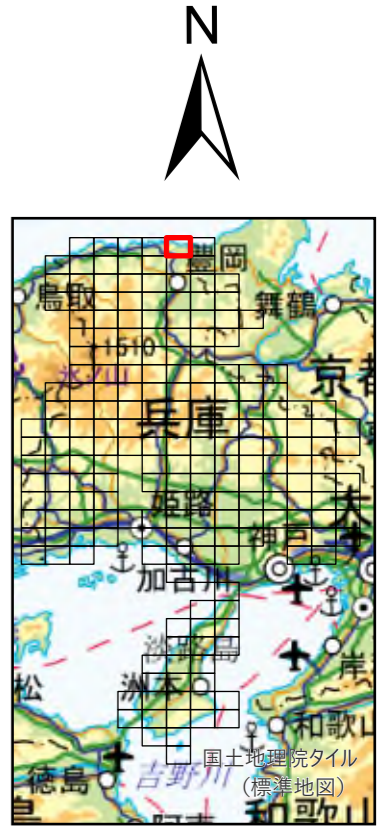 N
豊岡
鳥取
舞鶴
1510
氷ノ山
京都
兵庫
姫路
神戸
大
加古川
淡路島
松
洲本
岸
和歌山
国土地理院タイル
(標準地図)
徳島
吉野川
和歌山